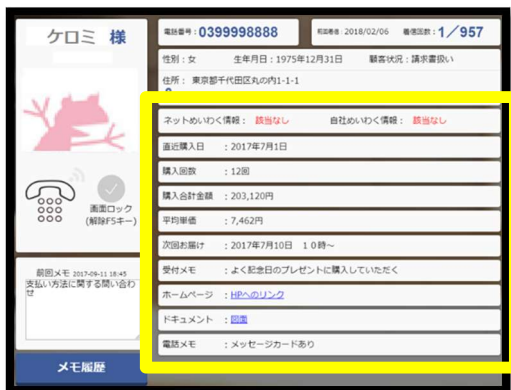 ケロミ 様
電話番号：0399998888 前回着信：2018/02/06 着信回数：1／957
性別：女 生年月日：1975年12月31日 顧客状況：請求書扱い
住所： 東京都千代田区丸の内1-1-1
ネットめいわく情報： 該当なし 自社めいわく情報： 該当なし
直近購入日 ：2017年7月1日
購入回数 ：12回
購入合計金額 ：203,120円
平均単価 ：7,462円
次回お届け ：2017年7月10日 １０時～
受付メモ ：よく記念日のプレゼントに購入していただく
ホームページ ：HPへのリンク
ドキュメント ：図面
電話メモ ：メッセージカードあり
画面ロック
(解除F5キー)
前回メモ 2017-09-11 18:45
支払い方法に関する問い合わ
せ
メモ履歴